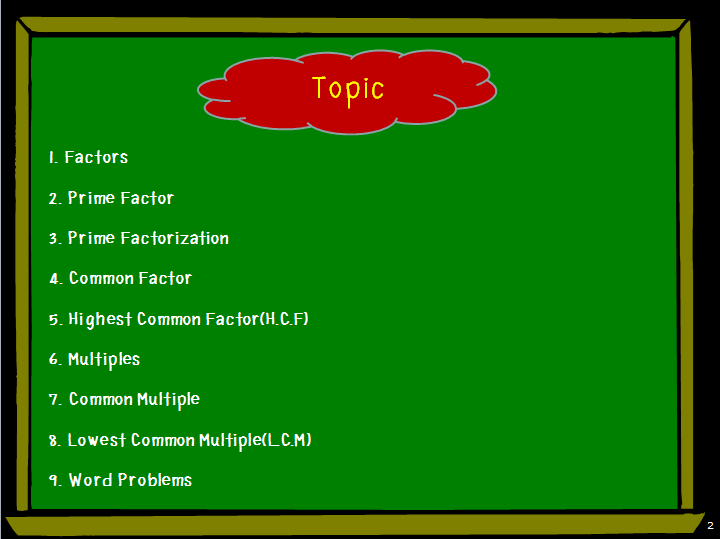 Topic
1. Factors
2. Prime Factor
3. Prime Factorization
4. Common Factor
5. Highest Common Factor(H.C.F)
6. Multiples
7. Common Multiple
8. Lowest Common Multiple(L.C.M)
9. Word Problems
2